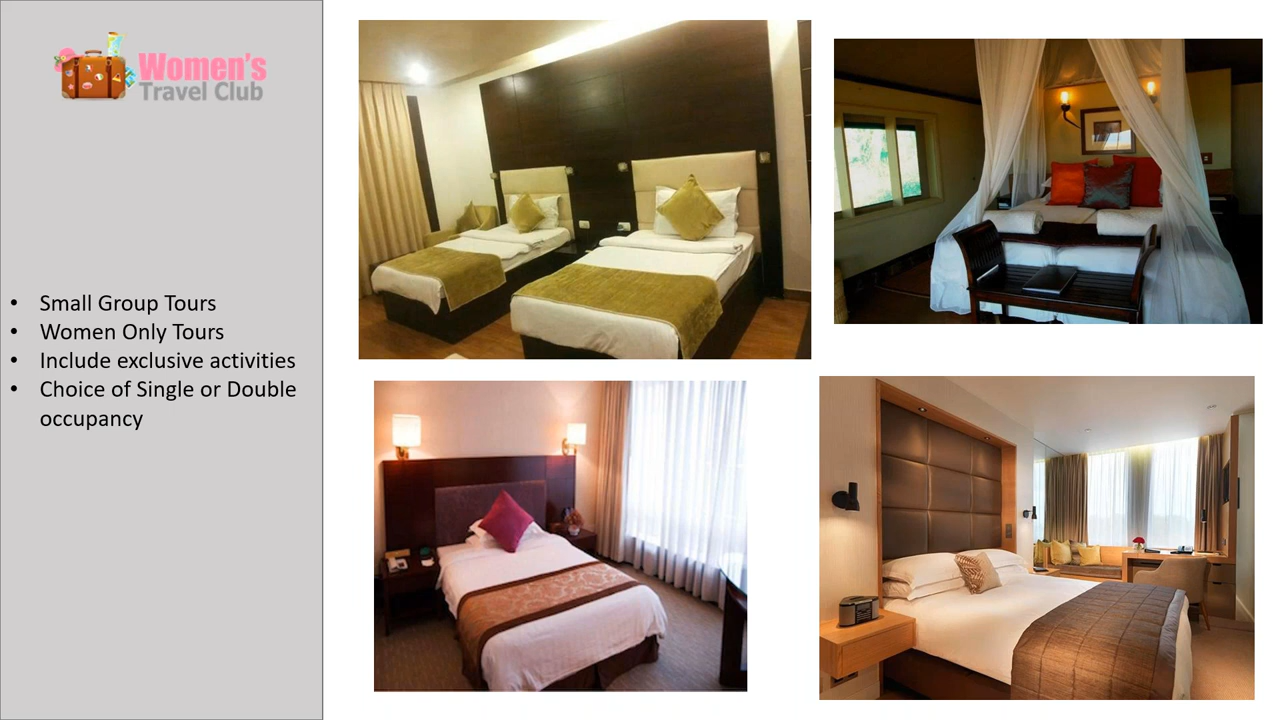 Women's
Travel Club
• Small Group Tours
• Women Only Tours
• Include exclusive activities
• Choice of Single or Double
occupancy